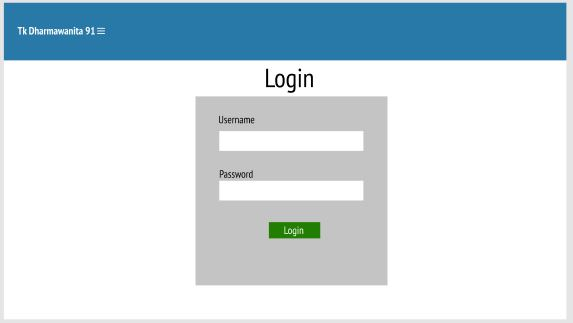 Tk Dharmawanita 91
Login
Username
Password
Login